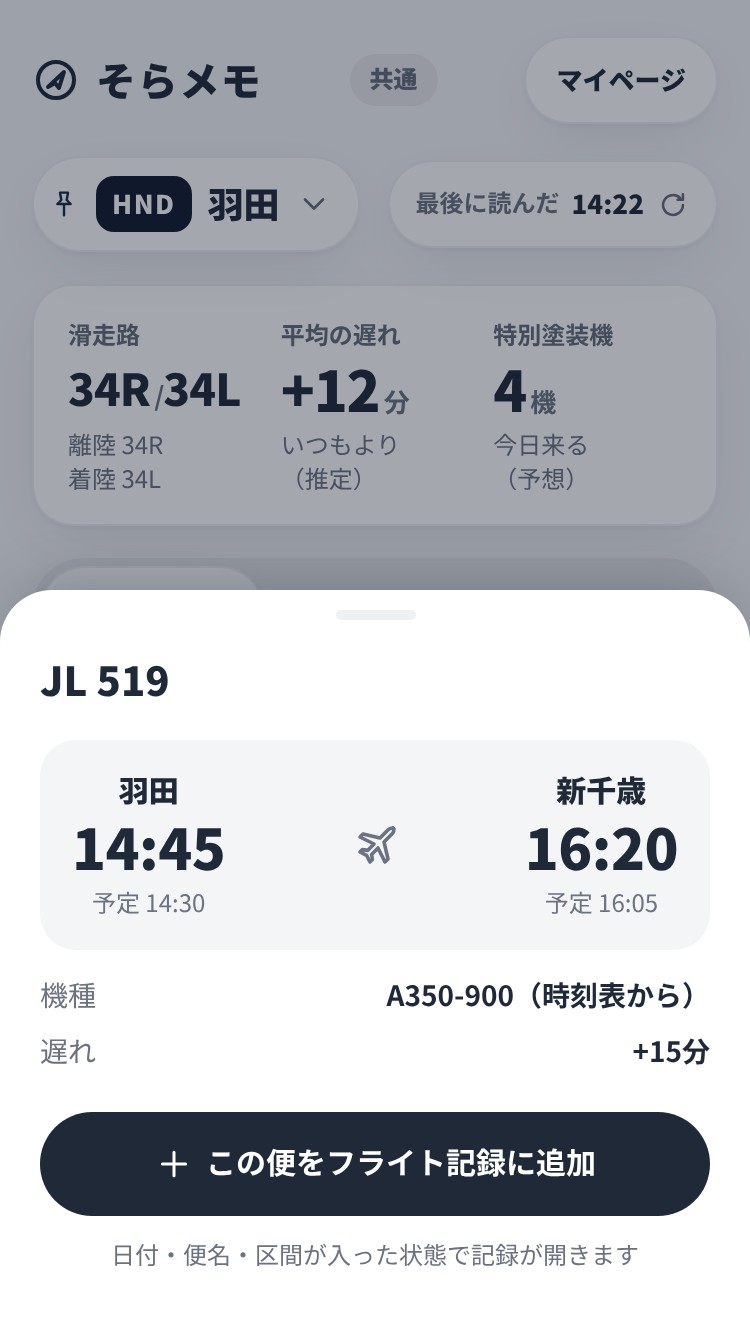 そらメモ
共通
マイページ
HND 羽田
最後に読んだ 14:22
滑走路
34R/34L
離陸 34R
着陸 34L
平均の遅れ
+12分
いつもより
（推定）
特別塗装機
4機
今日来る
（予想）
JL 519
羽田
14:45
予定 14:30
新千歳
16:20
予定 16:05
機種
A350-900（時刻表から）
遅れ
+15分
この便をフライト記録に追加
日付・便名・区間が入った状態で記録が開きます